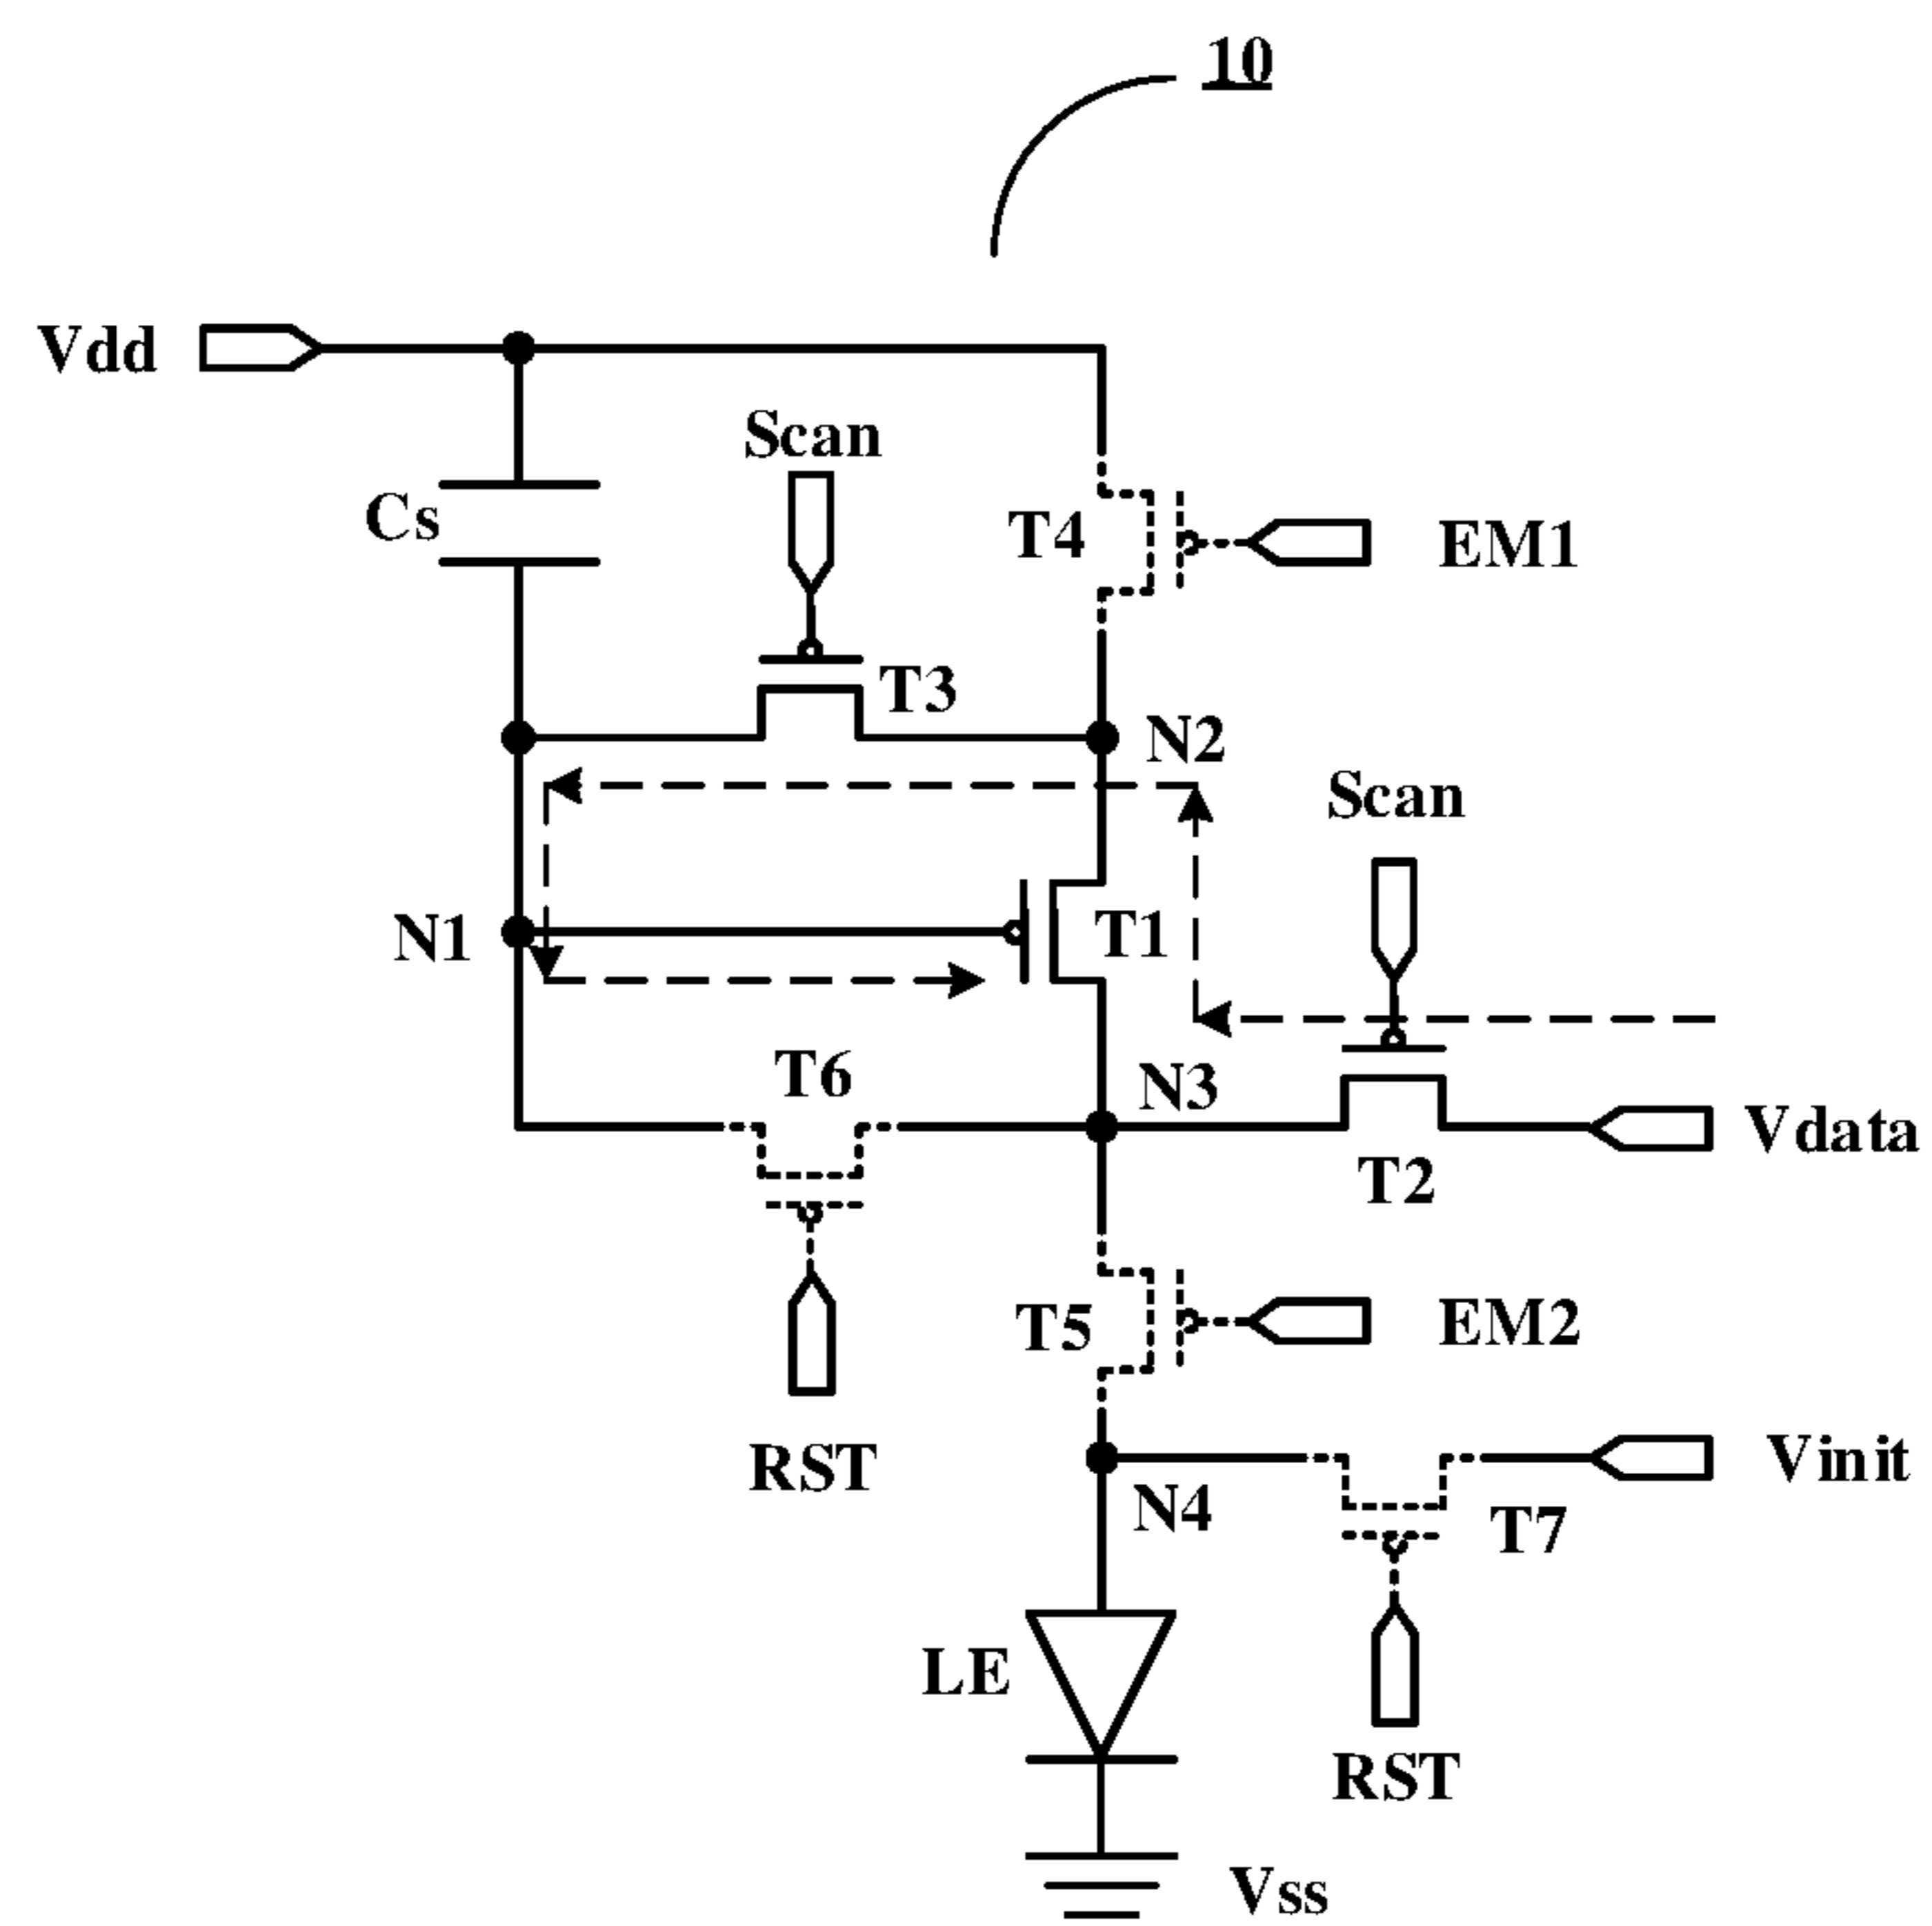 10
Vdd
Scan
Cs
T4
EM1
T3
N2
Scan
N1
T1
T6
N3
Vdata
T2
T5
EM2
RST
Vinit
N4
T7
LE
RST
Vss